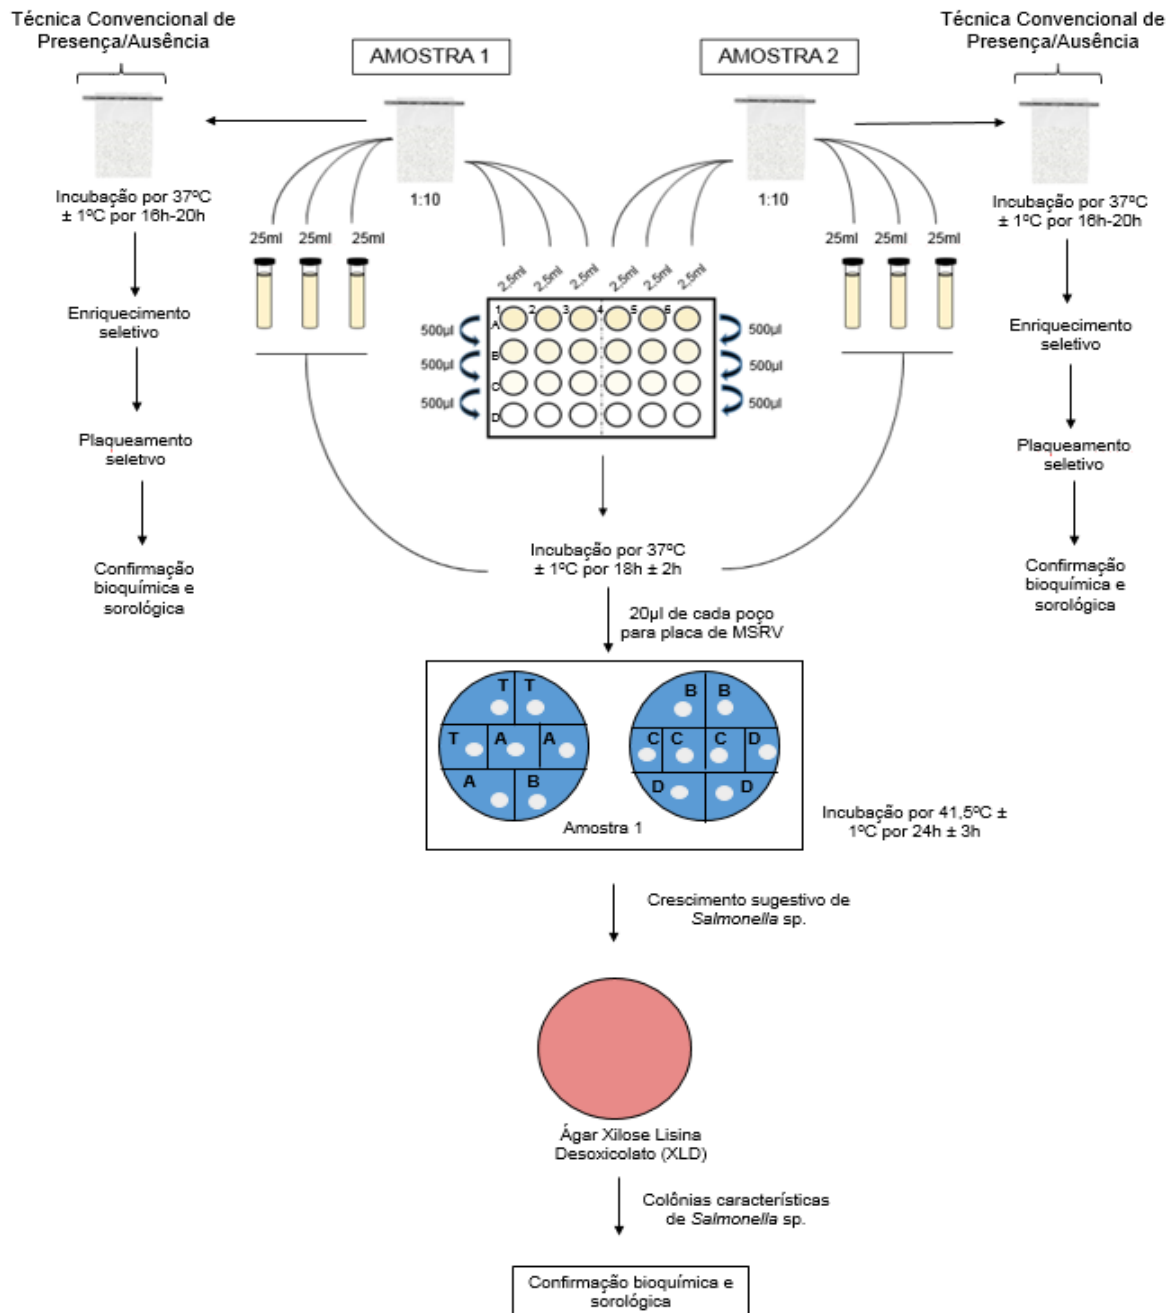 Técnica Convencional de
Presença/Ausência
AMOSTRA 1
AMOSTRA 2
Técnica Convencional de
Presença/Ausência
1:10
1:10
Incubação por 37ºC
± 1ºC por 16h-20h
Incubação por 37ºC
± 1ºC por 16h-20h
25ml 25ml 25ml
25ml 25ml 25ml
2,5ml 2,5ml 2,5ml 2,5ml 2,5ml 2,5ml
1 2 3 4 5 6
A
B
C
D
500µl
500µl
500µl
500µl
500µl
500µl
Enriquecimento
seletivo
Enriquecimento
seletivo
Plaqueamento
seletivo
Plaqueamento
seletivo
Confirmação
bioquímica e
sorológica
Confirmação
bioquímica e
sorológica
Incubação por 37ºC
± 1ºC por 18h ± 2h
20µl de cada poço
para placa de MSRV
T T
T A A
A B
B B
C C C D
D D
Amostra 1
Incubação por 41,5ºC ±
1ºC por 24h ± 3h
Crescimento sugestivo de
Salmonella sp.
Ágar Xilose Lisina
Desoxicolato (XLD)
Colônias características
de Salmonella sp.
Confirmação bioquímica e
sorológica